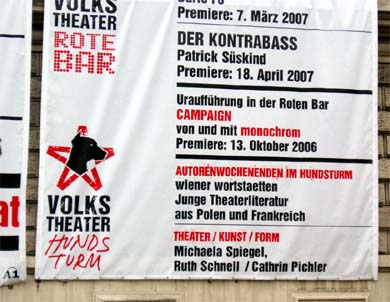 VOLKS
THEATER
ROTE
BAR
Premiere: 7. März 2007
DER KONTRABASS
Patrick Süskind
Premiere: 18. April 2007
Uraufführung in der Roten Bar
CAMPAIGN
von und mit monochrom
Premiere: 13. Oktober 2006
AUTORENWOCHENENDEN IM HUNDSTURM
wiener wortstaetten
Junge Theaterliteratur
aus Polen und Frankreich
VOLKS
THEATER
HUNDS
TURM
THEATER / KUNST / FORM
Michaela Spiegel,
Ruth Schnell / Cathrin Pichler
at
A1